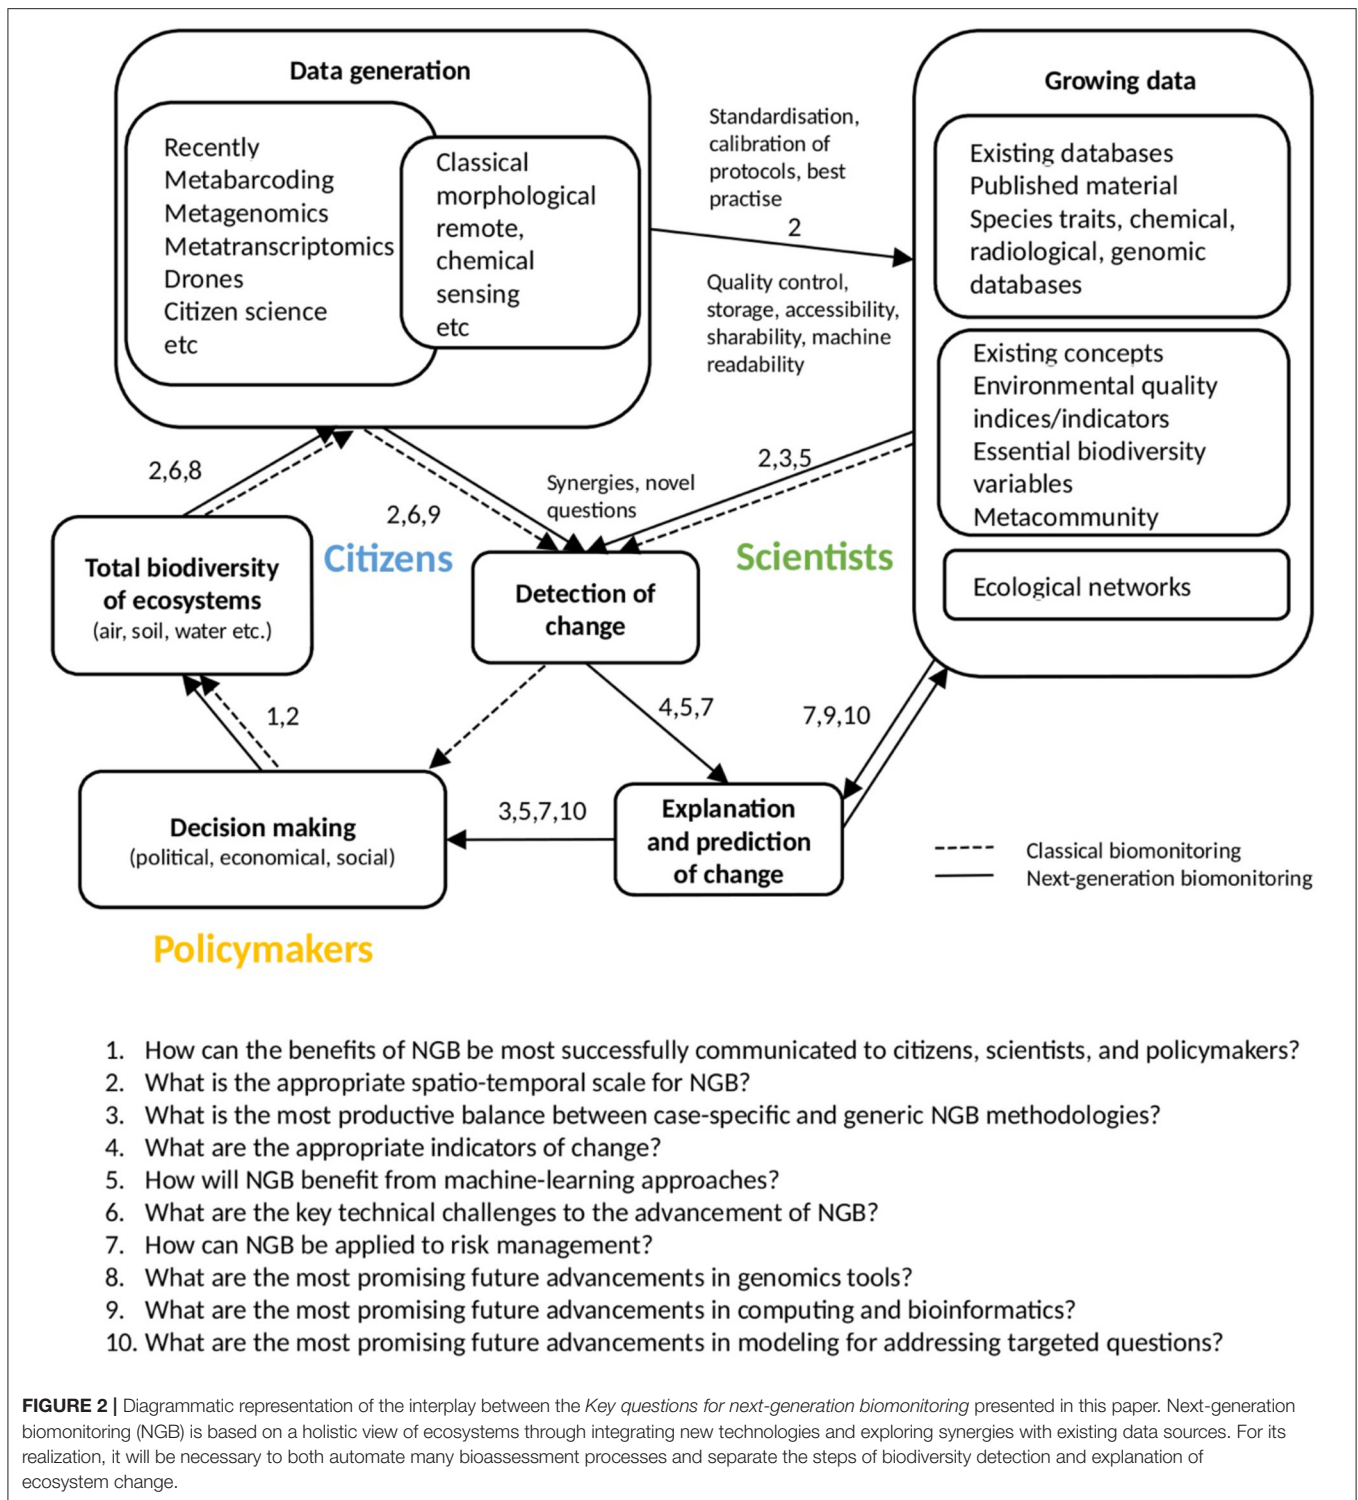 Data generation
Recently
Metabarcoding
Metagenomics
Metatranscriptomics
Drones
Citizen science
etc
Classical
morphological
remote,
chemical
sensing
etc
Standardisation,
calibration of
protocols, best
practise
2
Quality control,
storage, accessibility,
sharability, machine
readability
Growing data
Existing databases
Published material
Species traits, chemical,
radiological, genomic
databases
Existing concepts
Environmental quality
indices/indicators
Essential biodiversity
variables
Metacommunity
Ecological networks
2,6,8
2,6,9
Synergies, novel
questions
2,3,5
Citizens
Scientists
Total biodiversity
of ecosystems
(air, soil, water etc.)
Detection of
change
1,2
4,5,7
7,9,10
Decision making
(political, economical, social)
3,5,7,10
Explanation
and prediction
of change
Classical biomonitoring
Next-generation biomonitoring
Policymakers
1. How can the benefits of NGB be most successfully communicated to citizens, scientists, and policymakers?
2. What is the appropriate spatio-temporal scale for NGB?
3. What is the most productive balance between case-specific and generic NGB methodologies?
4. What are the appropriate indicators of change?
5. How will NGB benefit from machine-learning approaches?
6. What are the key technical challenges to the advancement of NGB?
7. How can NGB be applied to risk management?
8. What are the most promising future advancements in genomics tools?
9. What are the most promising future advancements in computing and bioinformatics?
10. What are the most promising future advancements in modeling for addressing targeted questions?
FIGURE 2 | Diagrammatic representation of the interplay between the Key questions for next-generation biomonitoring presented in this paper. Next-generation
biomonitoring (NGB) is based on a holistic view of ecosystems through integrating new technologies and exploring synergies with existing data sources. For its
realization, it will be necessary to both automate many bioassessment processes and separate the steps of biodiversity detection and explanation of
ecosystem change.